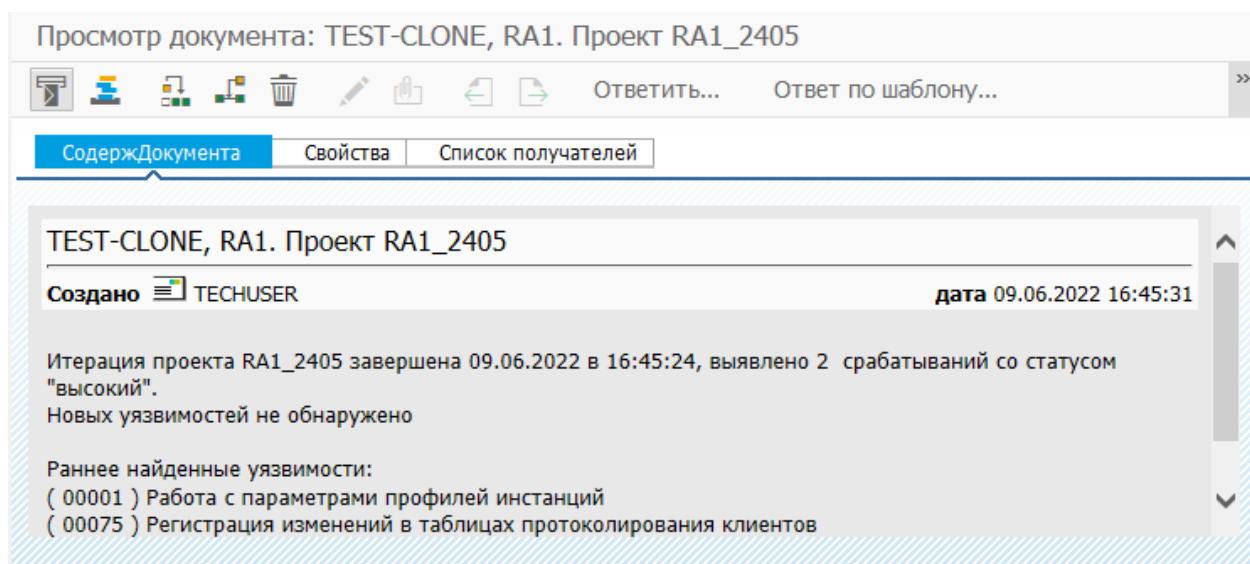 Просмотр документа: TEST-CLONE, RA1. Проект RA1_2405
Ответить... Ответ по шаблону... »
СодержДокумента Свойства Список получателей
TEST-CLONE, RA1. Проект RA1_2405
Создано TECHUSER дата 09.06.2022 16:45:31
Итерация проекта RA1_2405 завершена 09.06.2022 в 16:45:24, выявлено 2 срабатываний со статусом
"высокий".
Новых уязвимостей не обнаружено
Раннее найденные уязвимости:
( 00001 ) Работа с параметрами профилей инстанций
( 00075 ) Регистрация изменений в таблицах протоколирования клиентов